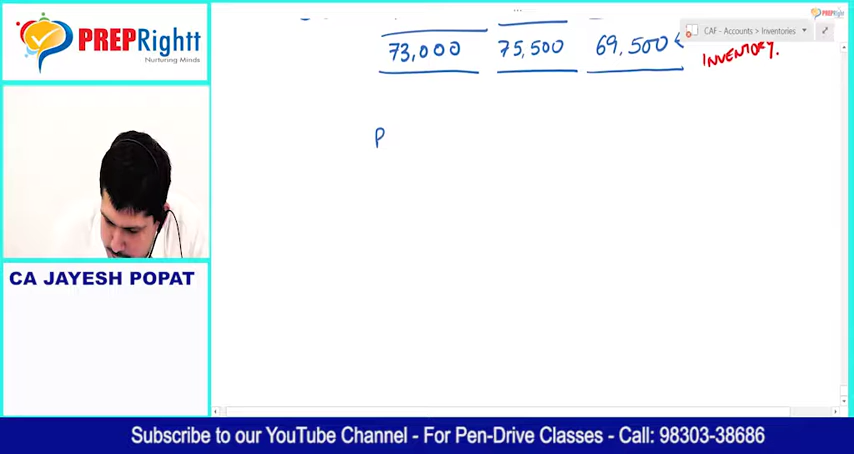 PREPRightt
Nurturing Minds
CAF - Accounts > Inventories
PREPRightt
73,000 75,500 69,500
INVENTORY.
P
CA JAYESH POPAT
Subscribe to our YouTube Channel - For Pen-Drive Classes - Call: 98303-38686